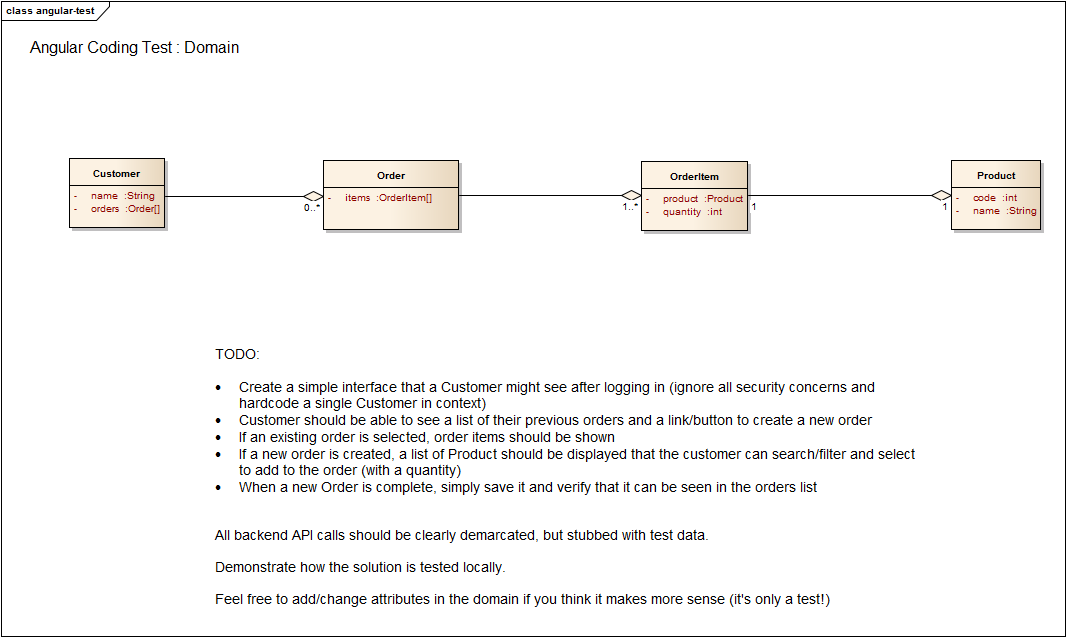 class angular-test
Angular Coding Test : Domain
Customer
- name :String
- orders :Order[]
0..*
Order
- items :OrderItem[]
1..*
OrderItem
- product :Product
- quantity :int
1
1
Product
- code :int
- name :String
TODO:
• Create a simple interface that a Customer might see after logging in (ignore all security concerns and
hardcode a single Customer in context)
• Customer should be able to see a list of their previous orders and a link/button to create a new order
• If an existing order is selected, order items should be shown
• If a new order is created, a list of Product should be displayed that the customer can search/filter and select
to add to the order (with a quantity)
• When a new Order is complete, simply save it and verify that it can be seen in the orders list
All backend API calls should be clearly demarcated, but stubbed with test data.
Demonstrate how the solution is tested locally.
Feel free to add/change attributes in the domain if you think it makes more sense (it's only a test!)